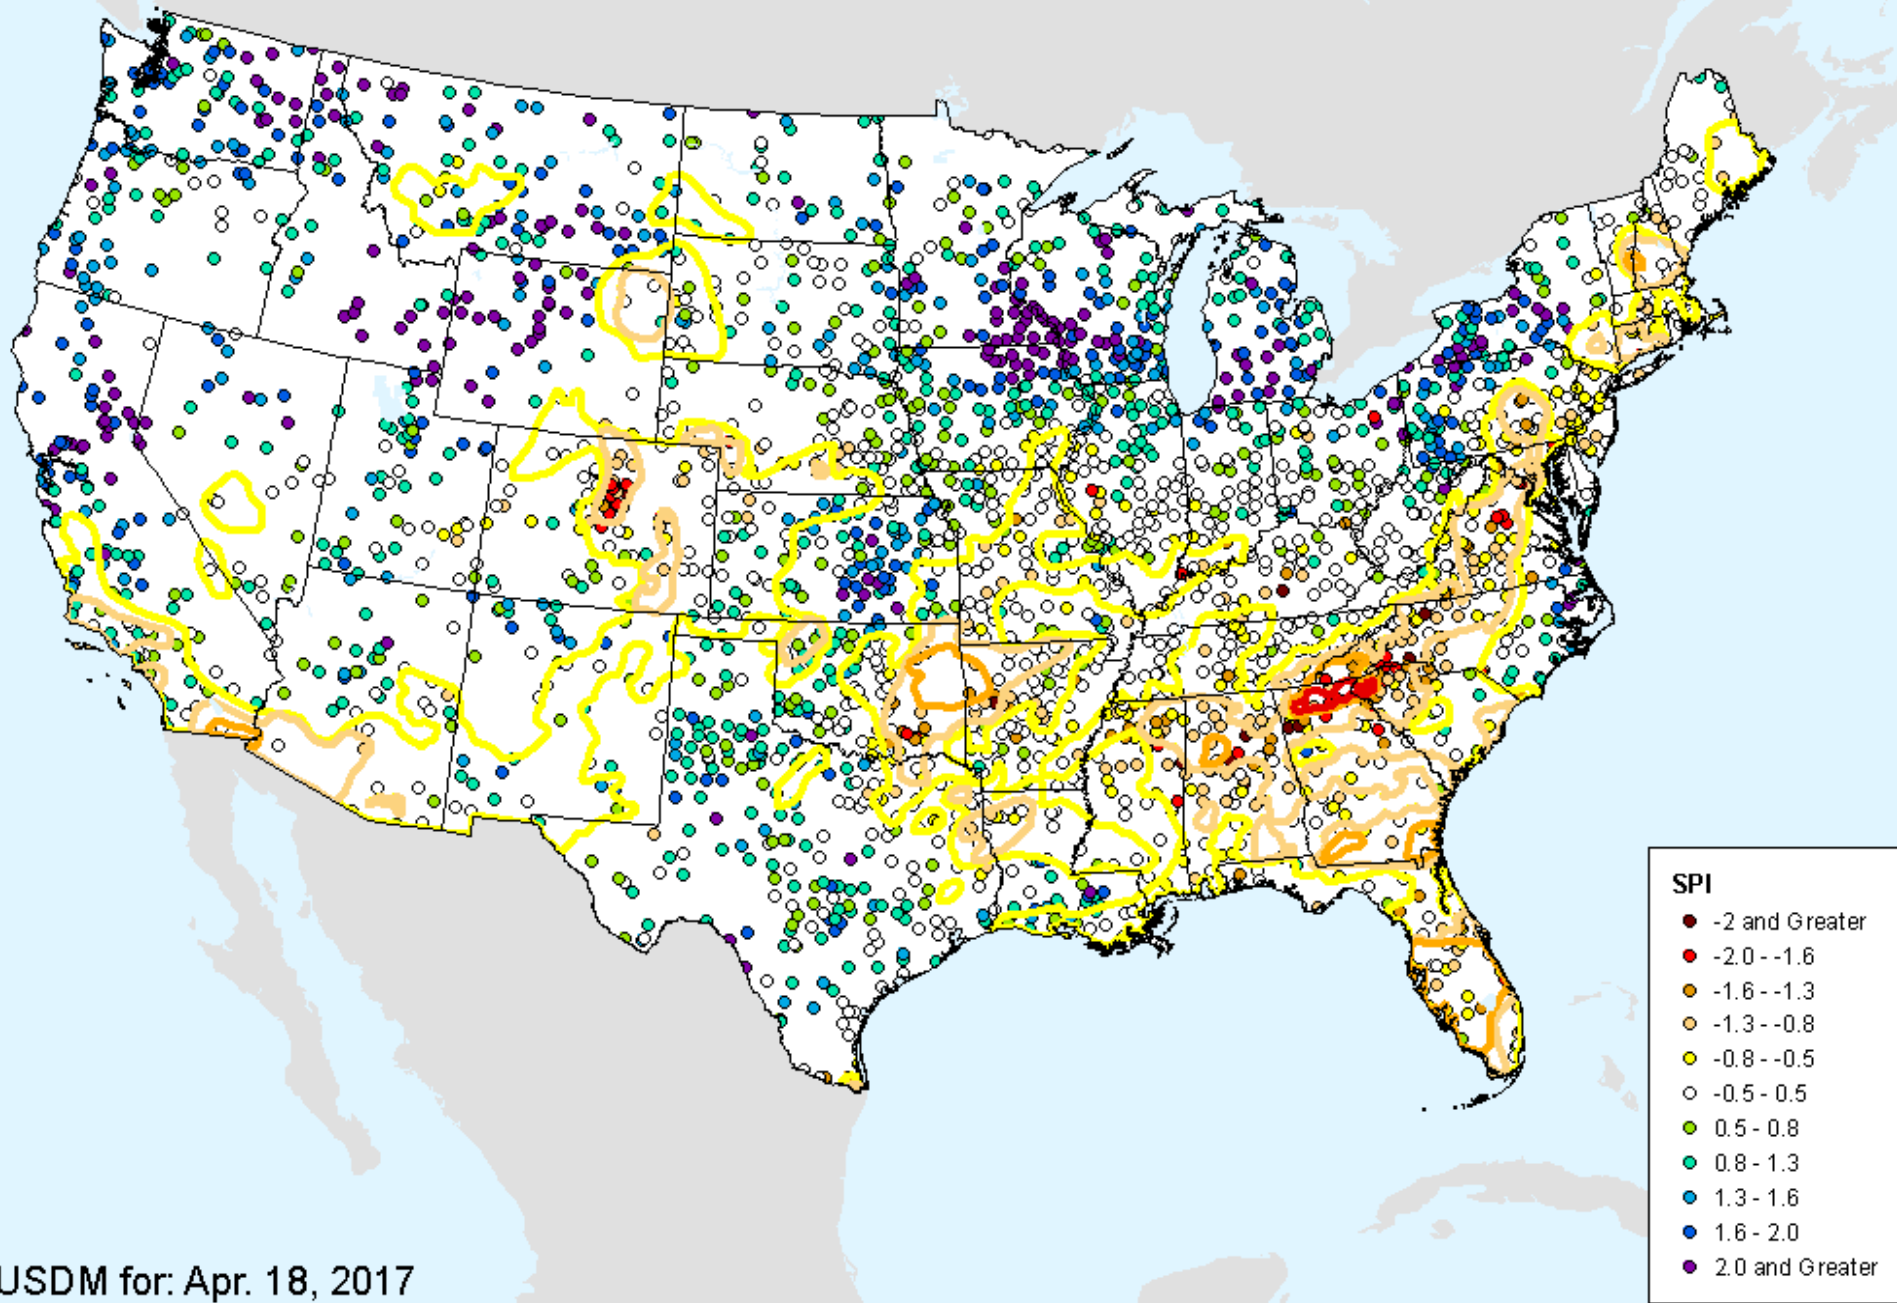 SPI
-2 and Greater
-2.0 - -1.6
-1.6 - -1.3
-1.3 - -0.8
-0.8 - -0.5
-0.5 - 0.5
0.5 - 0.8
0.8 - 1.3
1.3 - 1.6
1.6 - 2.0
2.0 and Greater
USDM for: Apr. 18, 2017